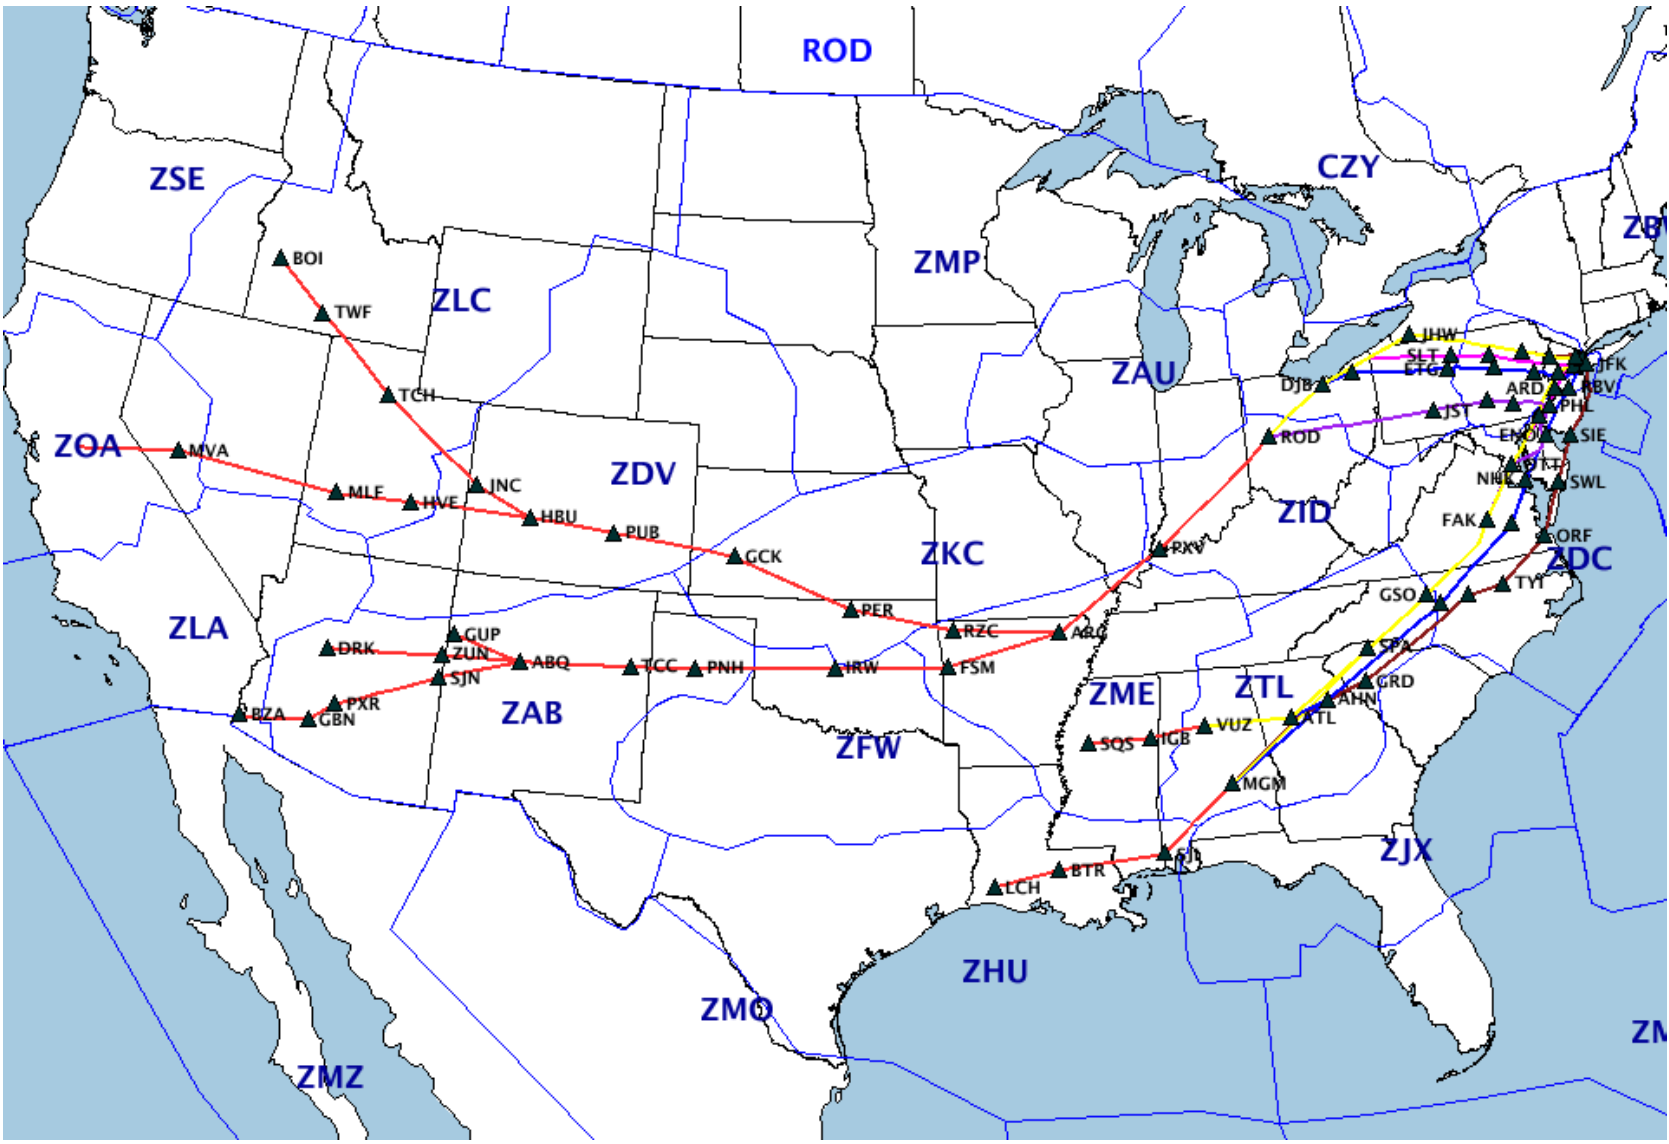 ROD
CZY
ZSE
ZBW
BOI
ZMP
ZLC
TWF
JHW
SLT
JFK
ETG
ZAU
DJB
ARD
RBV
TCH
JST
PHL
ROD
ENO
SIE
ZOA
MVA
ZDV
JNC
MLF
HVE
NHK
OTT
SWL
HBU
ZID
FAK
PUB
ORF
PXV
GCK
ZKC
ZDC
TYI
GSO
PER
ZLA
RZC
ARG
GUP
DRK
ZUN
ABQ
TCC
PNH
IRW
FSM
SPA
SJN
ZME
ZTL
GRD
PXR
AHN
BZA
GBN
ZAB
ATL
VUZ
ZFW
SQS
IGB
MGM
SJI
ZJX
BTR
LCH
ZHU
ZMO
ZM
ZMZ